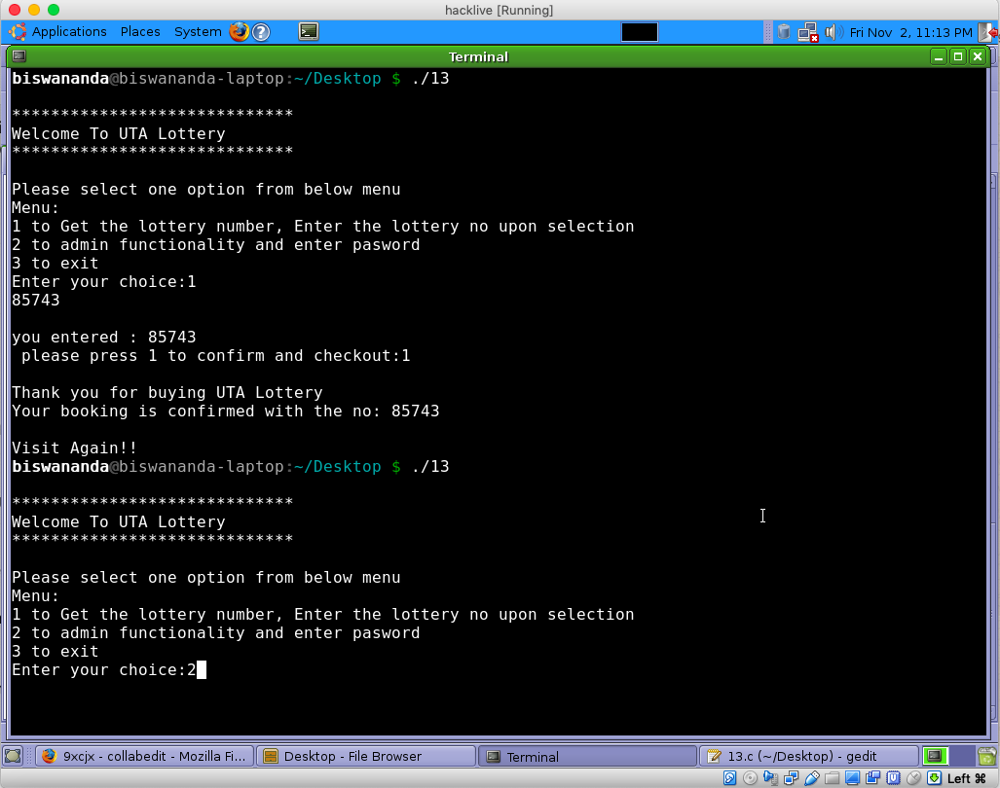 hacklive [Running]
Applications Places System ? Fri Nov 2, 11:13 PM
Terminal
biswananda@biswananda-laptop:~/Desktop $ ./13
*****************************
Welcome To UTA Lottery
*****************************
Please select one option from below menu
Menu:
1 to Get the lottery number, Enter the lottery no upon selection
2 to admin functionality and enter pasword
3 to exit
Enter your choice:1
85743
you entered : 85743
please press 1 to confirm and checkout:1
Thank you for buying UTA Lottery
Your booking is confirmed with the no: 85743
Visit Again!!
biswananda@biswananda-laptop:~/Desktop $ ./13
*****************************
Welcome To UTA Lottery
*****************************
Please select one option from below menu
Menu:
1 to Get the lottery number, Enter the lottery no upon selection
2 to admin functionality and enter pasword
3 to exit
Enter your choice:2
9xcjx - collabedit - Mozilla Fi... Desktop - File Browser Terminal 13.c (~/Desktop) - gedit
Left ⌘